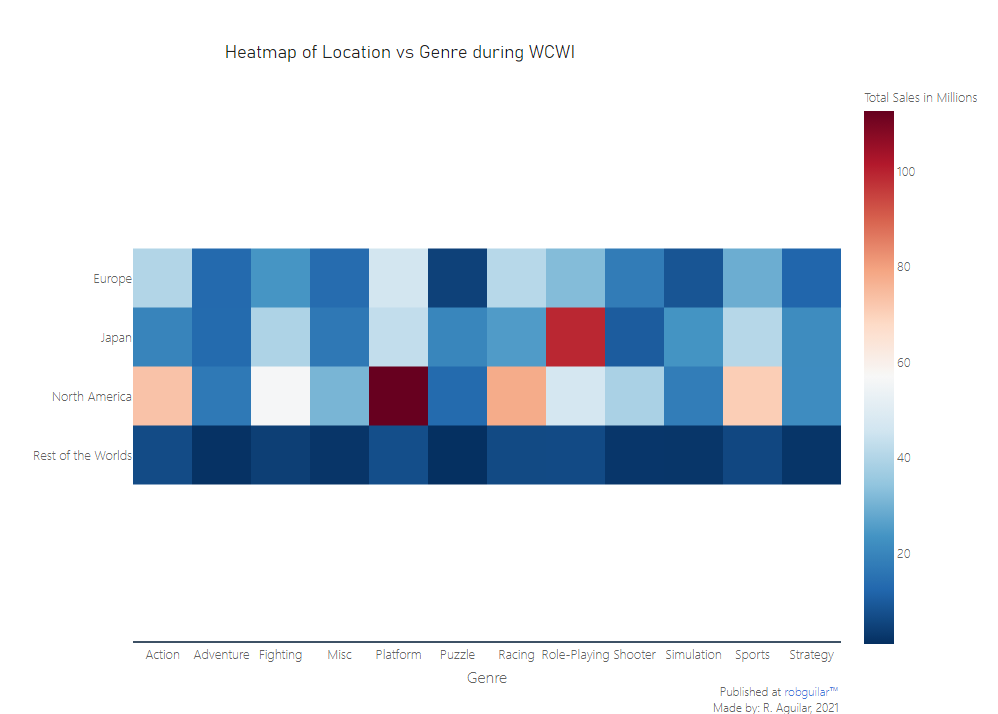 Heatmap of Location vs Genre during WCWI
Total Sales in Millions
100
80
60
40
20
Europe
Japan
North America
Rest of the Worlds
Action Adventure Fighting Misc Platform Puzzle Racing Role-Playing Shooter Simulation Sports Strategy
Genre
Published at robguilar™
Made by: R. Aguilar, 2021